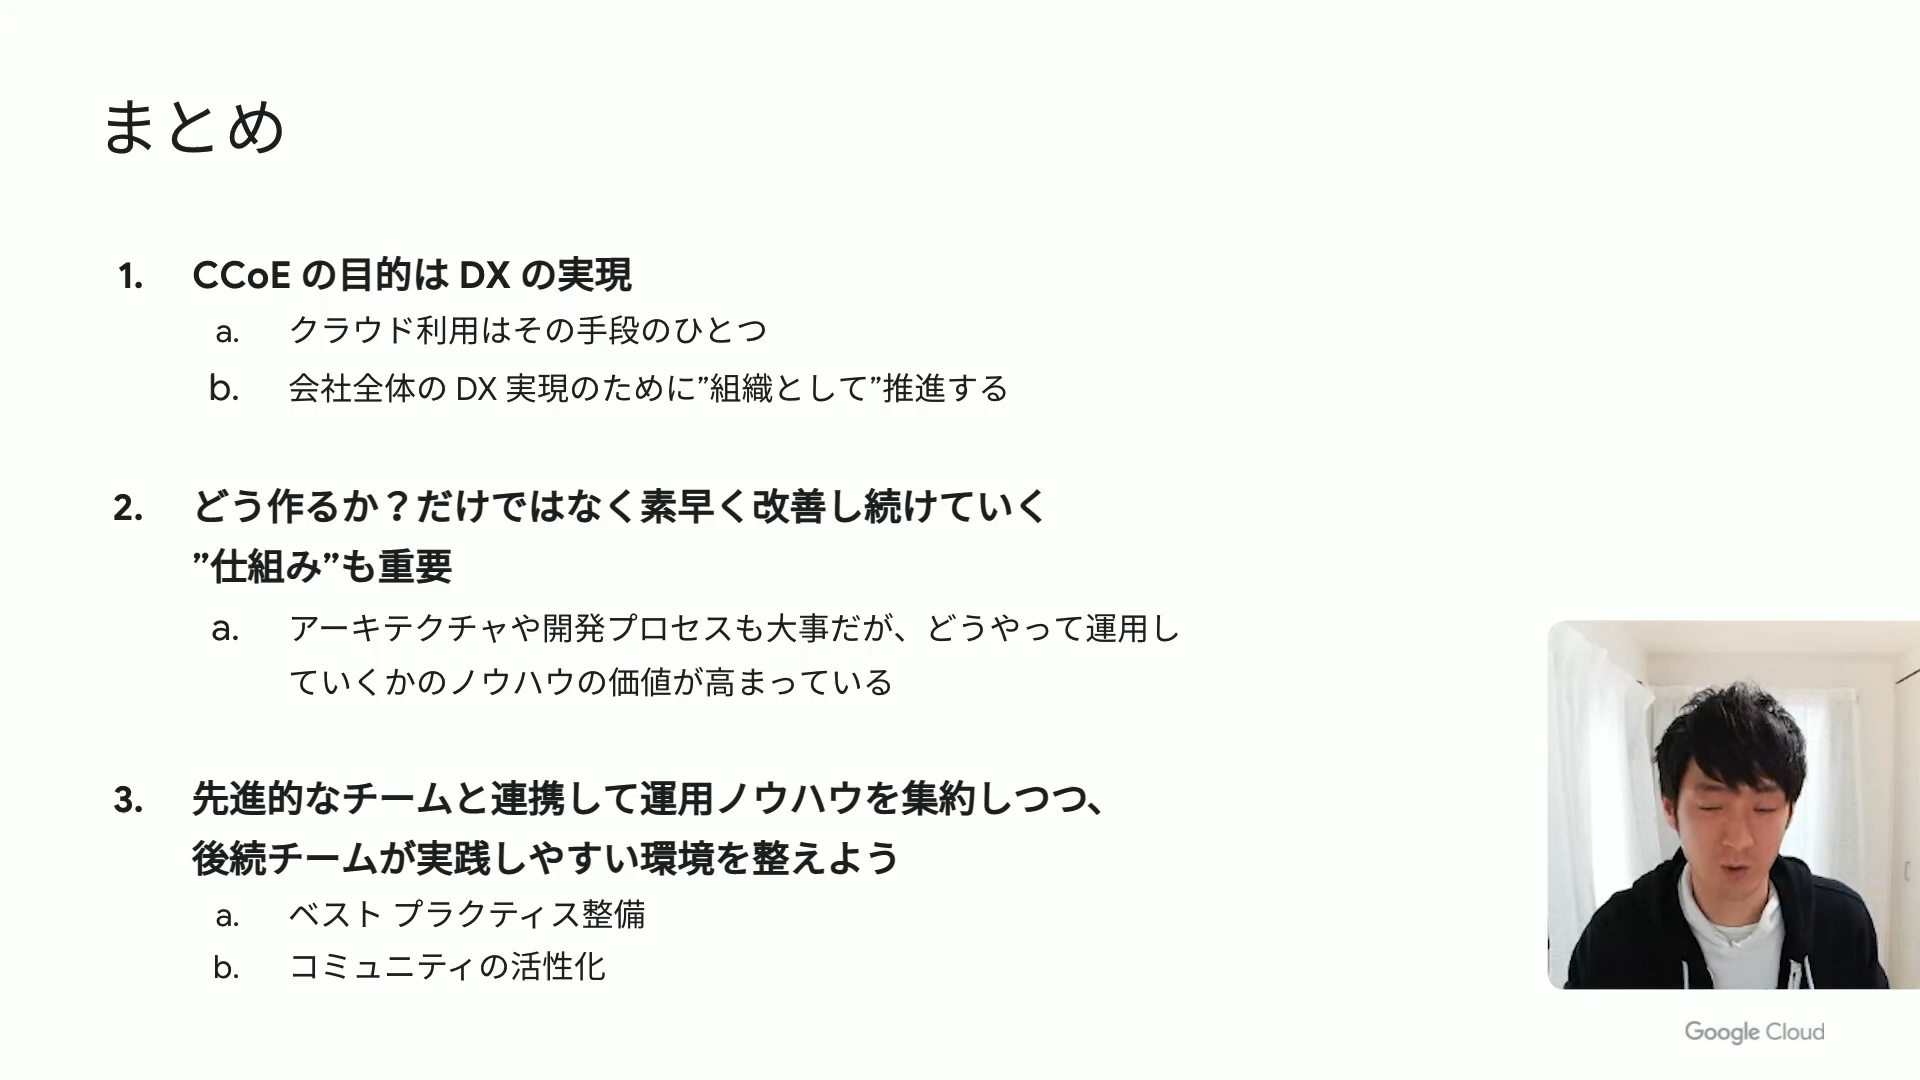 まとめ
1. CCoE の目的は DX の実現
a. クラウド利用はその手段のひとつ
b. 会社全体の DX 実現のために”組織として”推進する
2. どう作るか？だけではなく素早く改善し続けていく
”仕組み”も重要
a. アーキテクチャや開発プロセスも大事だが、どうやって運用し
ていくかのノウハウの価値が高まっている
3. 先進的なチームと連携して運用ノウハウを集約しつつ、
後続チームが実践しやすい環境を整えよう
a. ベスト プラクティス整備
b. コミュニティの活性化
Google Cloud